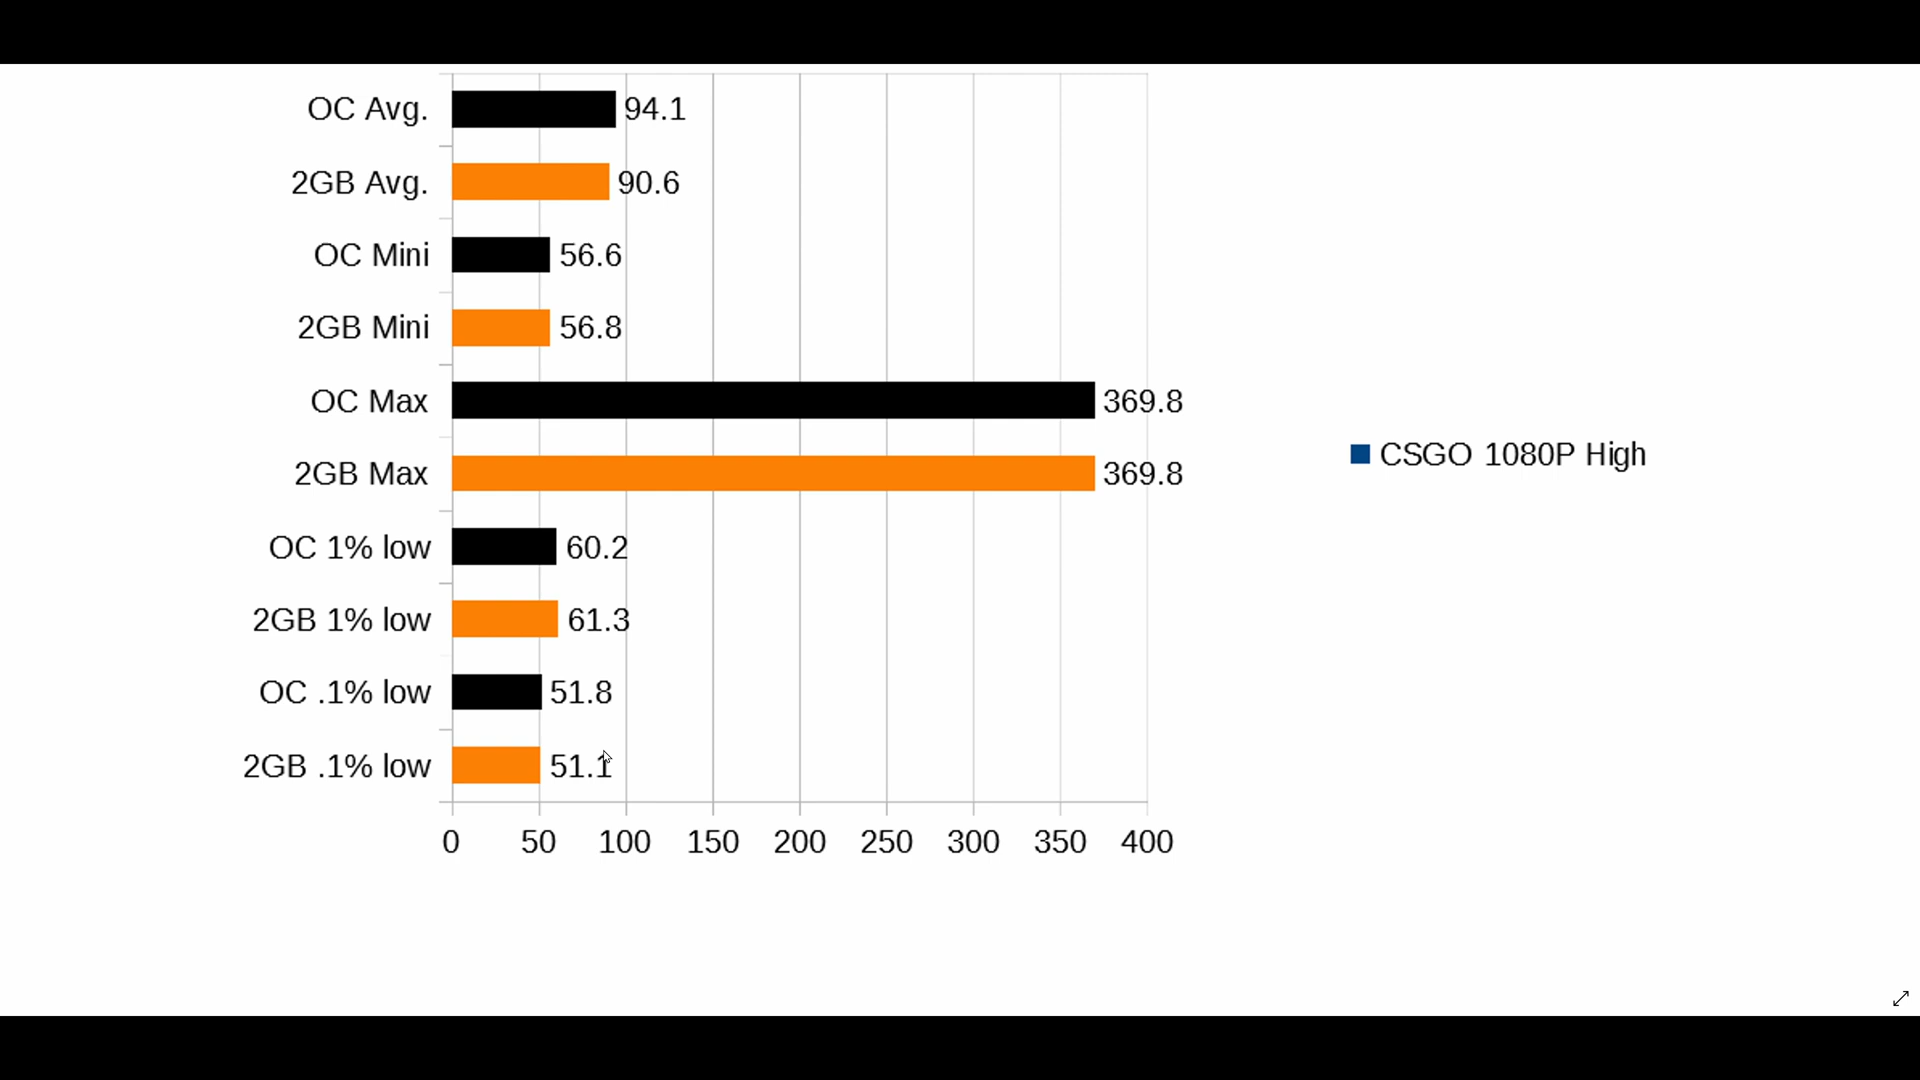 OC Avg. 94.1
2GB Avg. 90.6
OC Mini 56.6
2GB Mini 56.8
OC Max 369.8
2GB Max 369.8
CSGO 1080P High
OC 1% low 60.2
2GB 1% low 61.3
OC .1% low 51.8
2GB .1% low 51.1
0 50 100 150 200 250 300 350 400